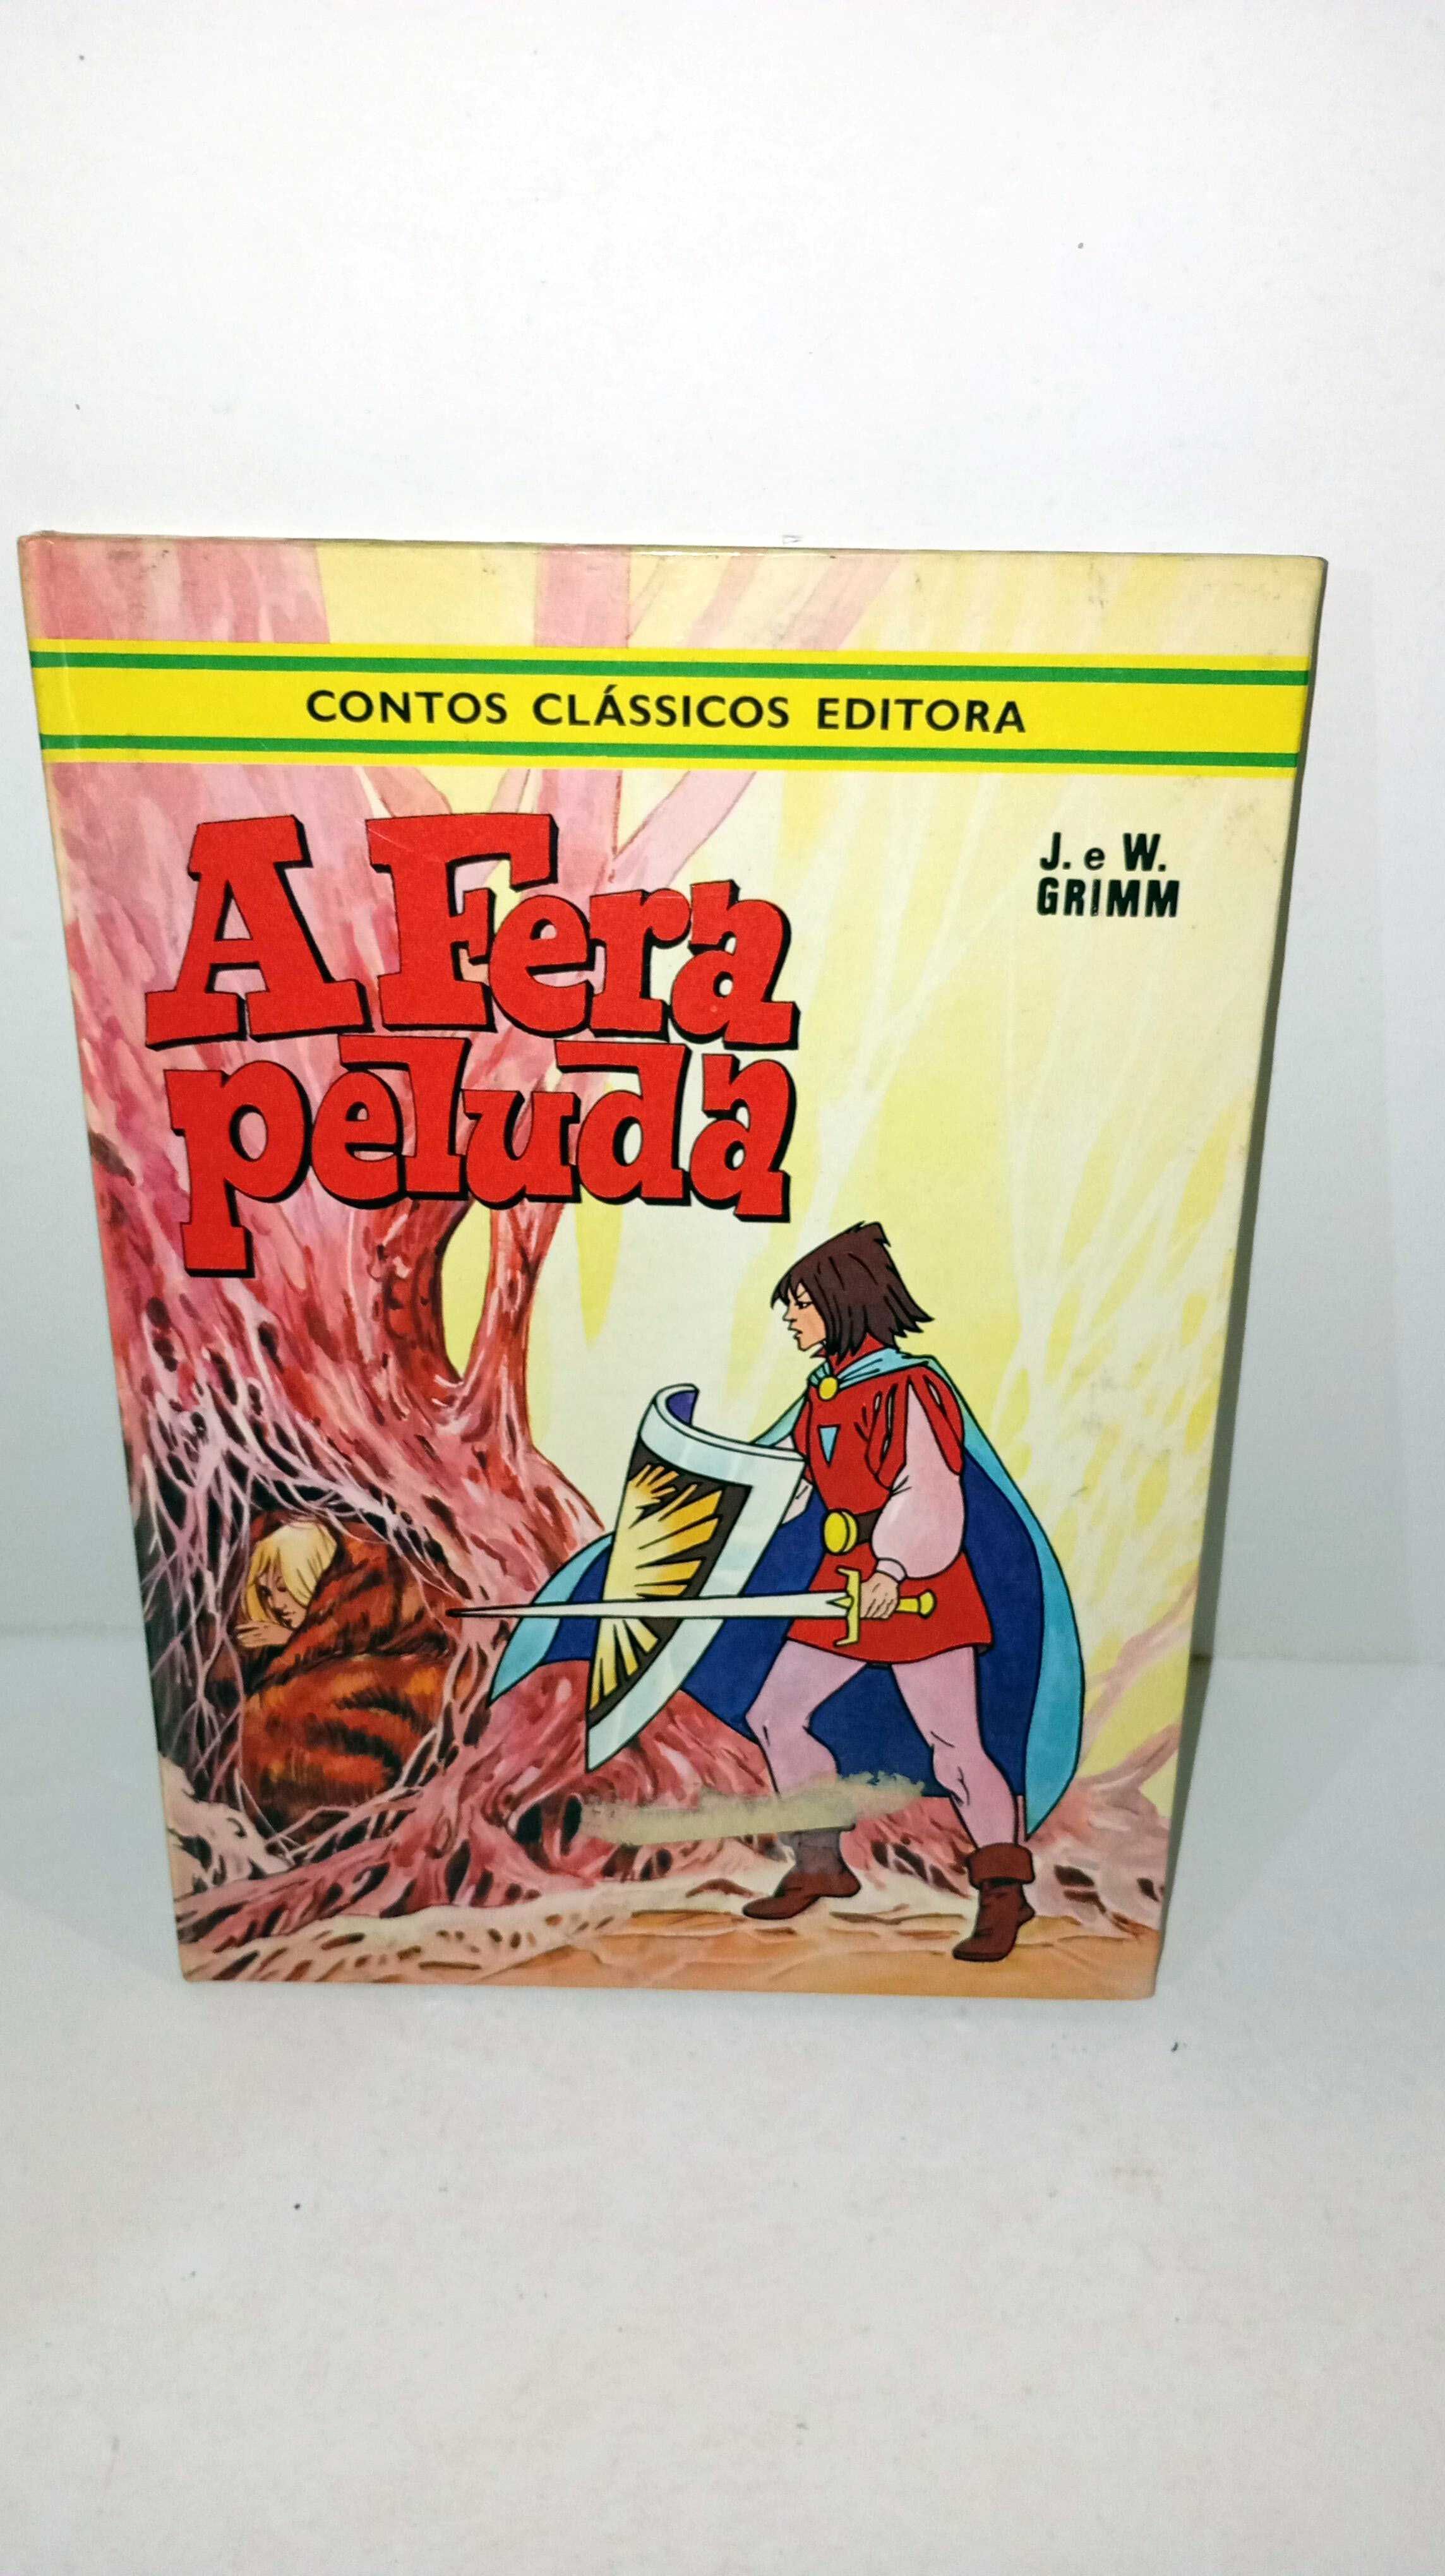 CONTOS CLÁSSICOS EDITORA
J. e W.
GRIMM
A Fera
peluda